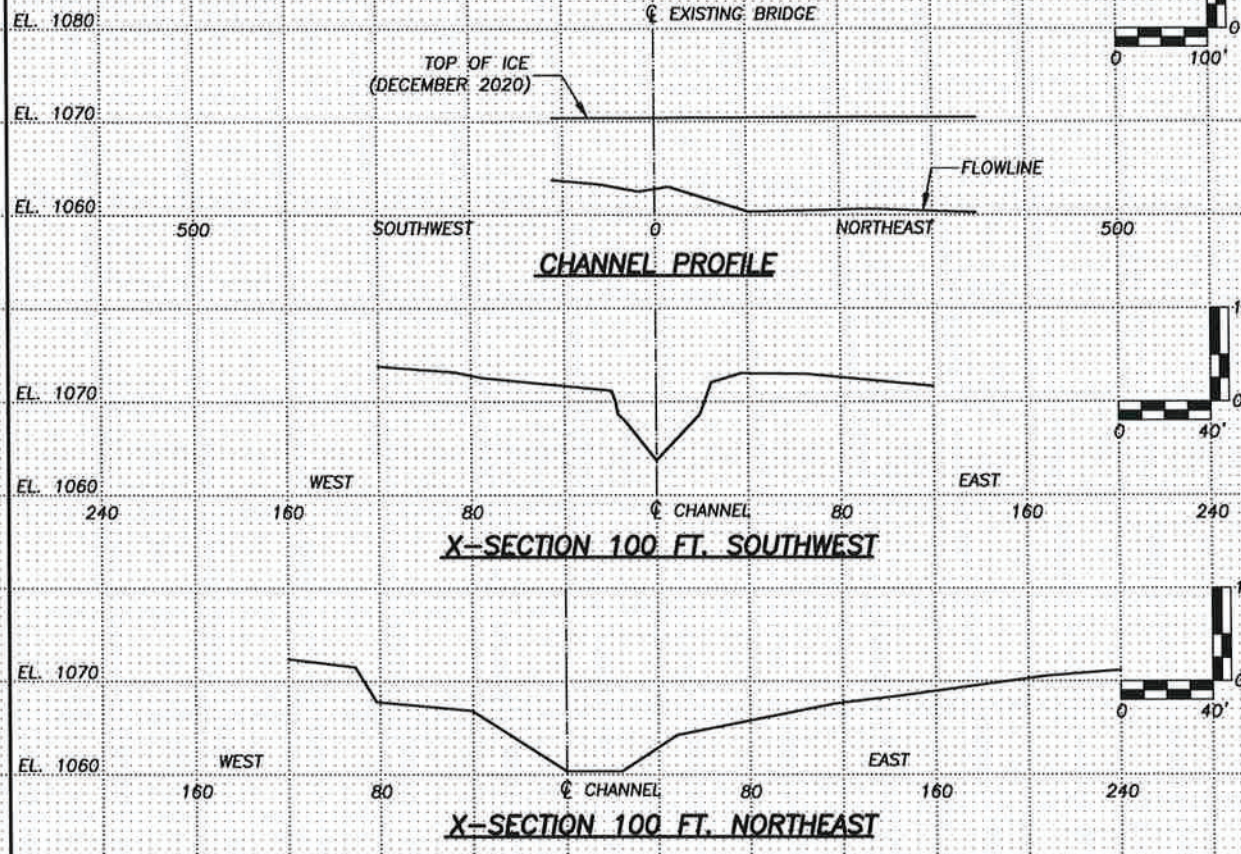 EL. 1080
℄ EXISTING BRIDGE
0
0 100'
TOP OF ICE
(DECEMBER 2020)
EL. 1070
FLOWLINE
EL. 1060
500 SOUTHWEST 0 NORTHEAST 500
CHANNEL PROFILE
EL. 1070
0
0 40'
WEST EAST
EL. 1060
240 160 80 ℄ CHANNEL 80 160 240
X-SECTION 100 FT. SOUTHWEST
EL. 1070
0
0 40'
WEST EAST
EL. 1060
160 80 ℄ CHANNEL 80 160 240
X-SECTION 100 FT. NORTHEAST